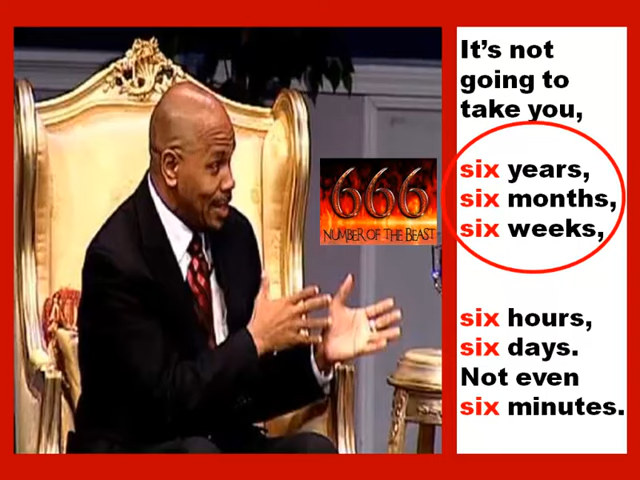 It's not
going to
take you,
six years,
six months,
six weeks,
six hours,
six days.
Not even
six minutes.
666
NUMBER OF THE BEAST